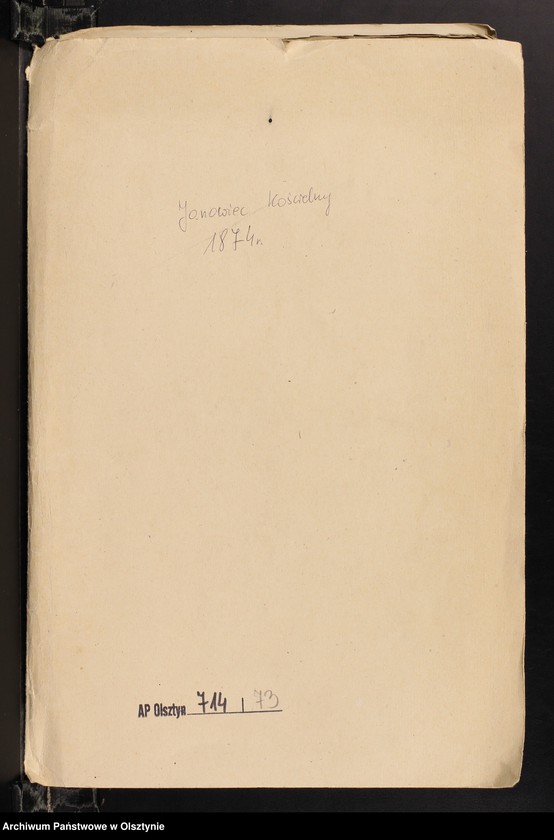 Janowiec Kościelny
1874r.
AP Olsztyn 714 / 73
Archiwum Państwowe w Olsztynie